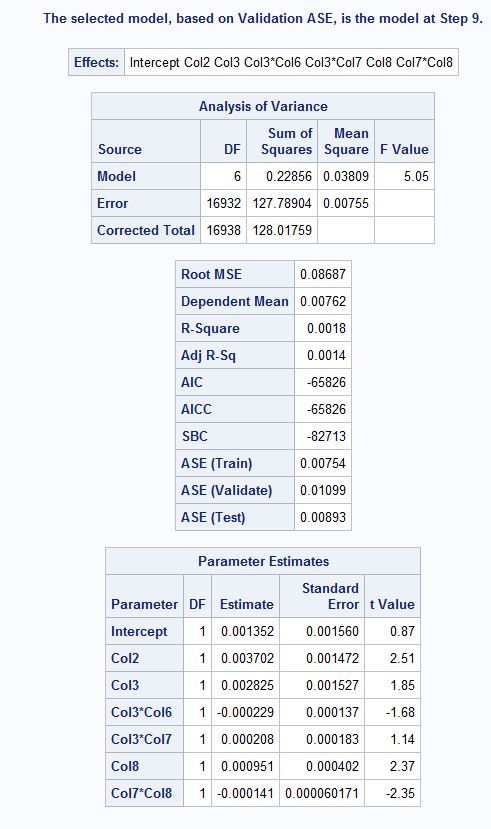 The selected model, based on Validation ASE, is the model at Step 9.
Effects: Intercept Col2 Col3 Col3*Col6 Col3*Col7 Col8 Col7*Col8
Analysis of Variance
Source DF Sum of Squares Mean Square F Value
Model 6 0.22856 0.03809 5.05
Error 16932 127.78904 0.00755
Corrected Total 16938 128.01759
Root MSE 0.08687
Dependent Mean 0.00762
R-Square 0.0018
Adj R-Sq 0.0014
AIC -65826
AICC -65826
SBC -82713
ASE (Train) 0.00754
ASE (Validate) 0.01099
ASE (Test) 0.00893
Parameter Estimates
Parameter DF Estimate Standard Error t Value
Intercept 1 0.001352 0.001560 0.87
Col2 1 0.003702 0.001472 2.51
Col3 1 0.002825 0.001527 1.85
Col3*Col6 1 -0.000229 0.000137 -1.68
Col3*Col7 1 0.000208 0.000183 1.14
Col8 1 0.000951 0.000402 2.37
Col7*Col8 1 -0.000141 0.000060171 -2.35